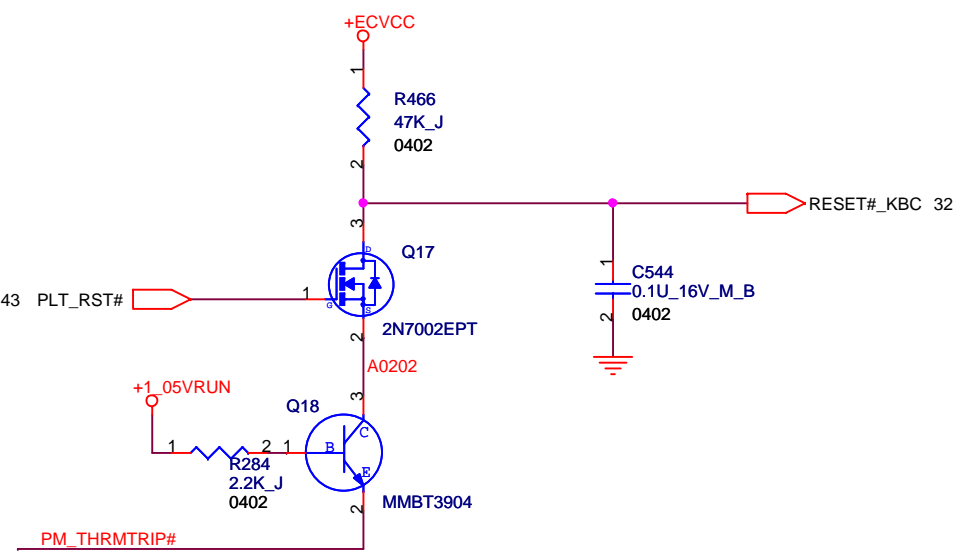 +ECVCC
1
R466
47K_J
0402
2
RESET#_KBC 32
3
D
Q17
1
C544
0.1U_16V_M_B
0402
2
43 PLT_RST#
1
G
S
2N7002EPT
2
A0202
+1_05VRUN
3
Q18
C
1
2
1
B
R284
2.2K_J
0402
E
MMBT3904
2
PM_THRMTRIP#